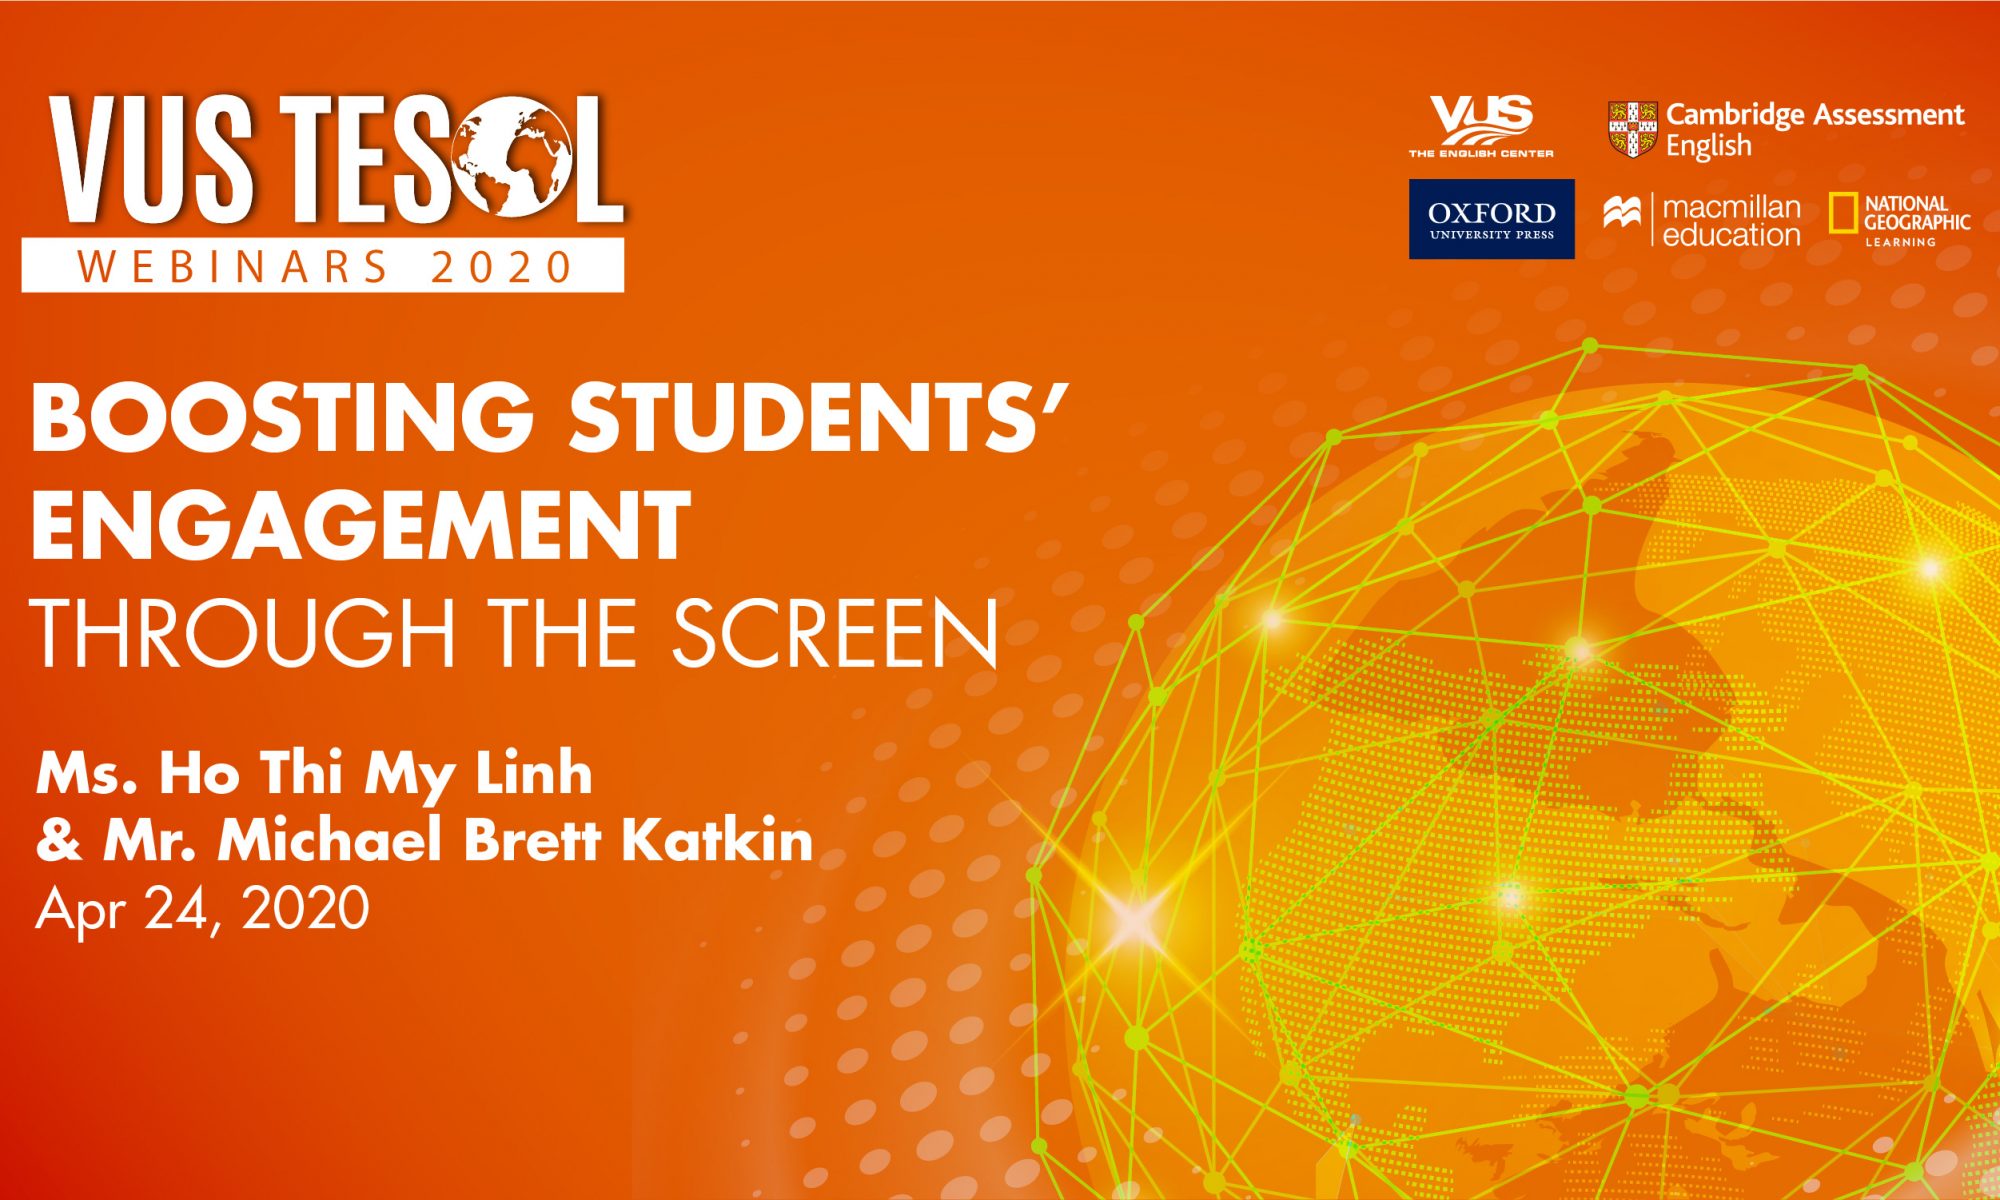 VUS TESOL
WEBINARS 2020
VUS
THE ENGLISH CENTER
Cambridge Assessment
English
OXFORD
UNIVERSITY PRESS
macmillan
education
NATIONAL
GEOGRAPHIC
LEARNING
BOOSTING STUDENTS’
ENGAGEMENT
THROUGH THE SCREEN
Ms. Ho Thi My Linh
& Mr. Michael Brett Katkin
Apr 24, 2020